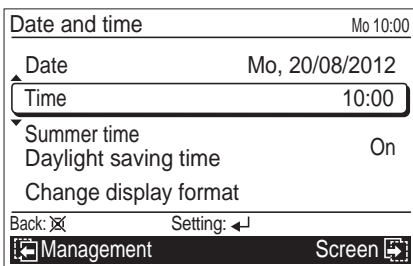 Date and time Mo 10:00
Date Mo, 20/08/2012
Time 10:00
Summer time
Daylight saving time On
Change display format
Back: Setting:
Management Screen